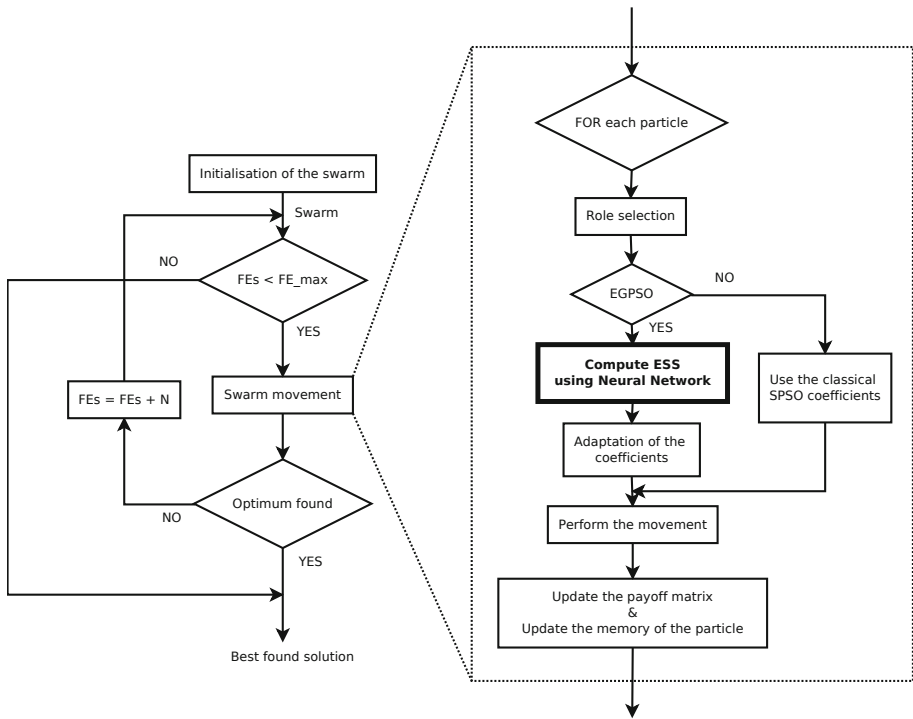 Initialisation of the swarm
Swarm
NO
FEs < FE_max
YES
Swarm movement
FEs = FEs + N
Optimum found
NO
YES
Best found solution
FOR each particle
Role selection
EGPSO
NO
YES
Compute ESS
using Neural Network
Use the classical
SPSO coefficients
Adaptation of the
coefficients
Perform the movement
Update the payoff matrix
&
Update the memory of the particle